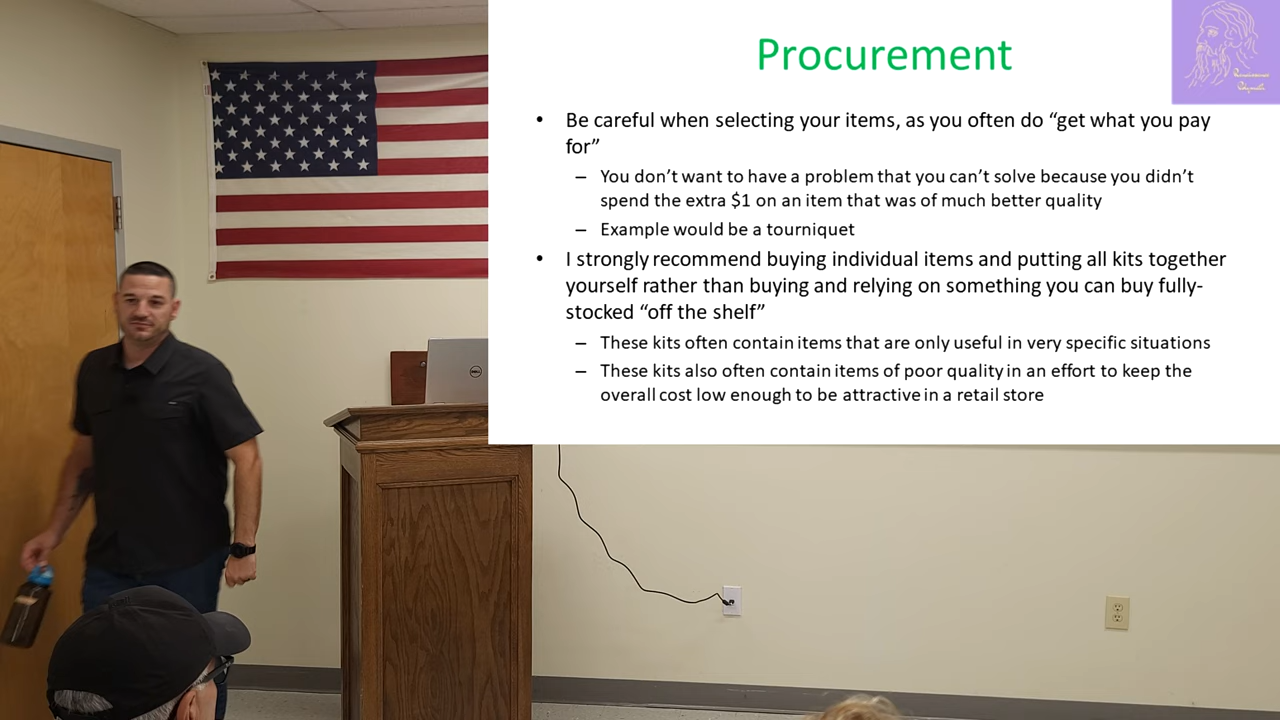 Procurement
Renaissance
Polymath
• Be careful when selecting your items, as you often do “get what you pay
for”
– You don’t want to have a problem that you can’t solve because you didn’t
spend the extra $1 on an item that was of much better quality
– Example would be a tourniquet
• I strongly recommend buying individual items and putting all kits together
yourself rather than buying and relying on something you can buy fully-
stocked “off the shelf”
– These kits often contain items that are only useful in very specific situations
– These kits also often contain items of poor quality in an effort to keep the
overall cost low enough to be attractive in a retail store
DELL